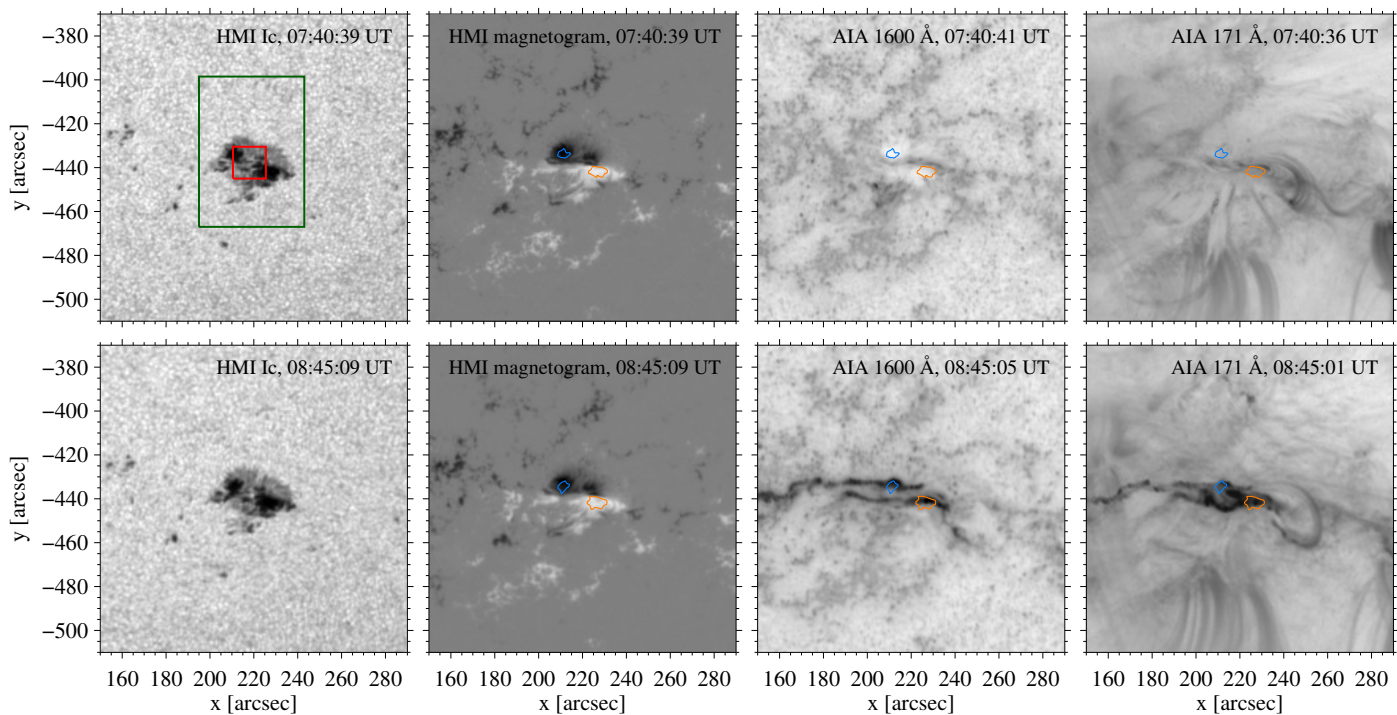 HMI Ic, 07:40:39 UT
HMI magnetogram, 07:40:39 UT
AIA 1600 Å, 07:40:41 UT
AIA 171 Å, 07:40:36 UT
−380
−400
−420
−440
−460
−480
−500
y [arcsec]
HMI Ic, 08:45:09 UT
HMI magnetogram, 08:45:09 UT
AIA 1600 Å, 08:45:05 UT
AIA 171 Å, 08:45:01 UT
−380
−400
−420
−440
−460
−480
−500
y [arcsec]
160 180 200 220 240 260 280
160 180 200 220 240 260 280
160 180 200 220 240 260 280
160 180 200 220 240 260 280
x [arcsec]
x [arcsec]
x [arcsec]
x [arcsec]